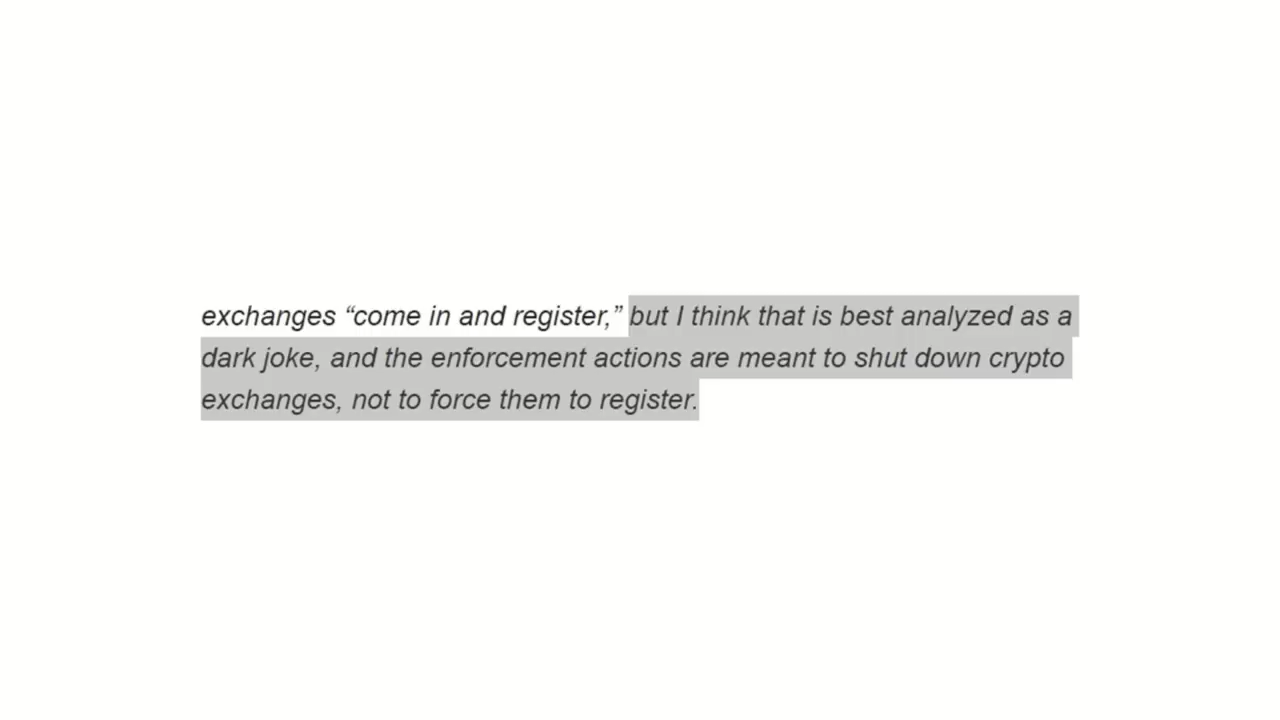 exchanges “come in and register,” but I think that is best analyzed as a
dark joke, and the enforcement actions are meant to shut down crypto
exchanges, not to force them to register.